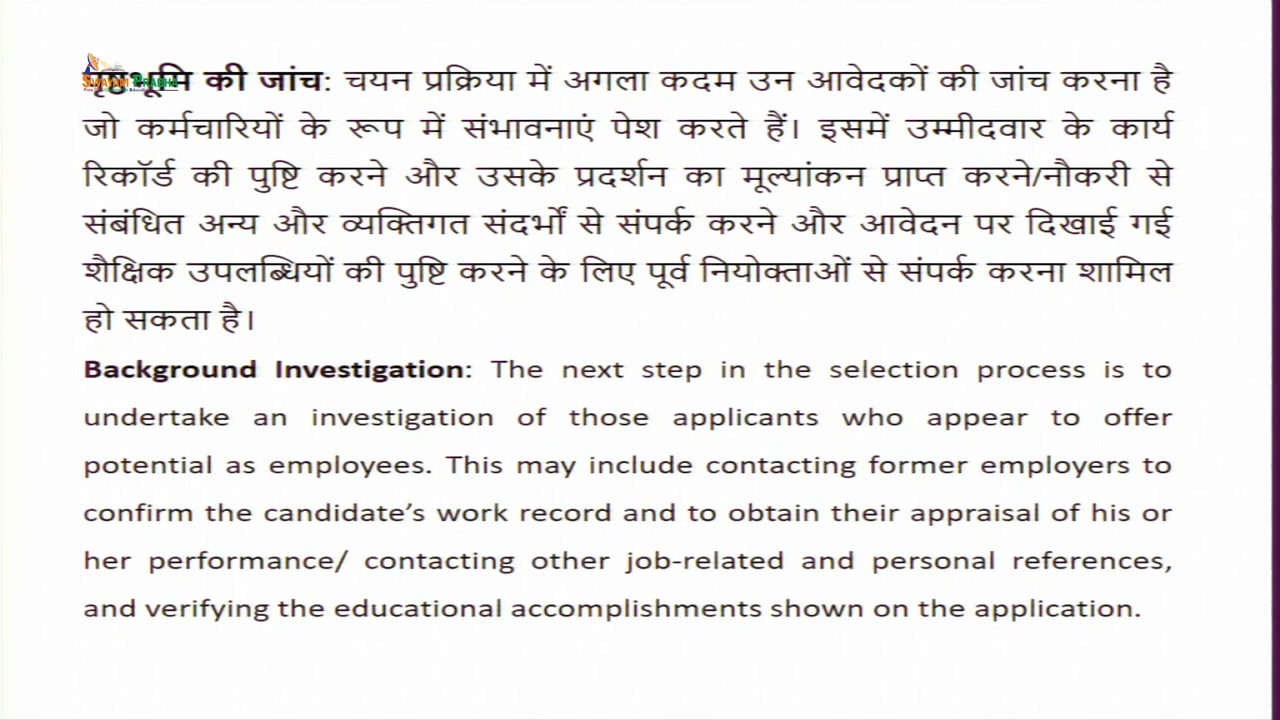 पृष्ठभूमि की जांच: चयन प्रक्रिया में अगला कदम उन आवेदकों की जांच करना है
जो कर्मचारियों के रूप में संभावनाएं पेश करते हैं। इसमें उम्मीदवार के कार्य
रिकॉर्ड की पुष्टि करने और उसके प्रदर्शन का मूल्यांकन प्राप्त करने/नौकरी से
संबंधित अन्य और व्यक्तिगत संदर्भों से संपर्क करने और आवेदन पर दिखाई गई
शैक्षिक उपलब्धियों की पुष्टि करने के लिए पूर्व नियोक्ताओं से संपर्क करना शामिल
हो सकता है।
Background Investigation: The next step in the selection process is to
undertake an investigation of those applicants who appear to offer
potential as employees. This may include contacting former employers to
confirm the candidate’s work record and to obtain their appraisal of his or
her performance/ contacting other job-related and personal references,
and verifying the educational accomplishments shown on the application.
SWAYAM PRABHA